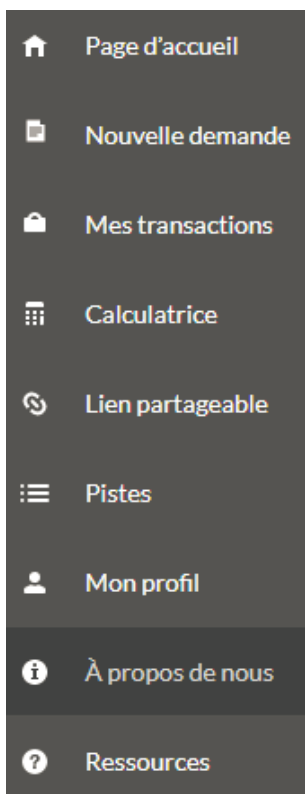 Page d’accueil
Nouvelle demande
Mes transactions
Calculatrice
Lien partageable
Pistes
Mon profil
À propos de nous
Ressources